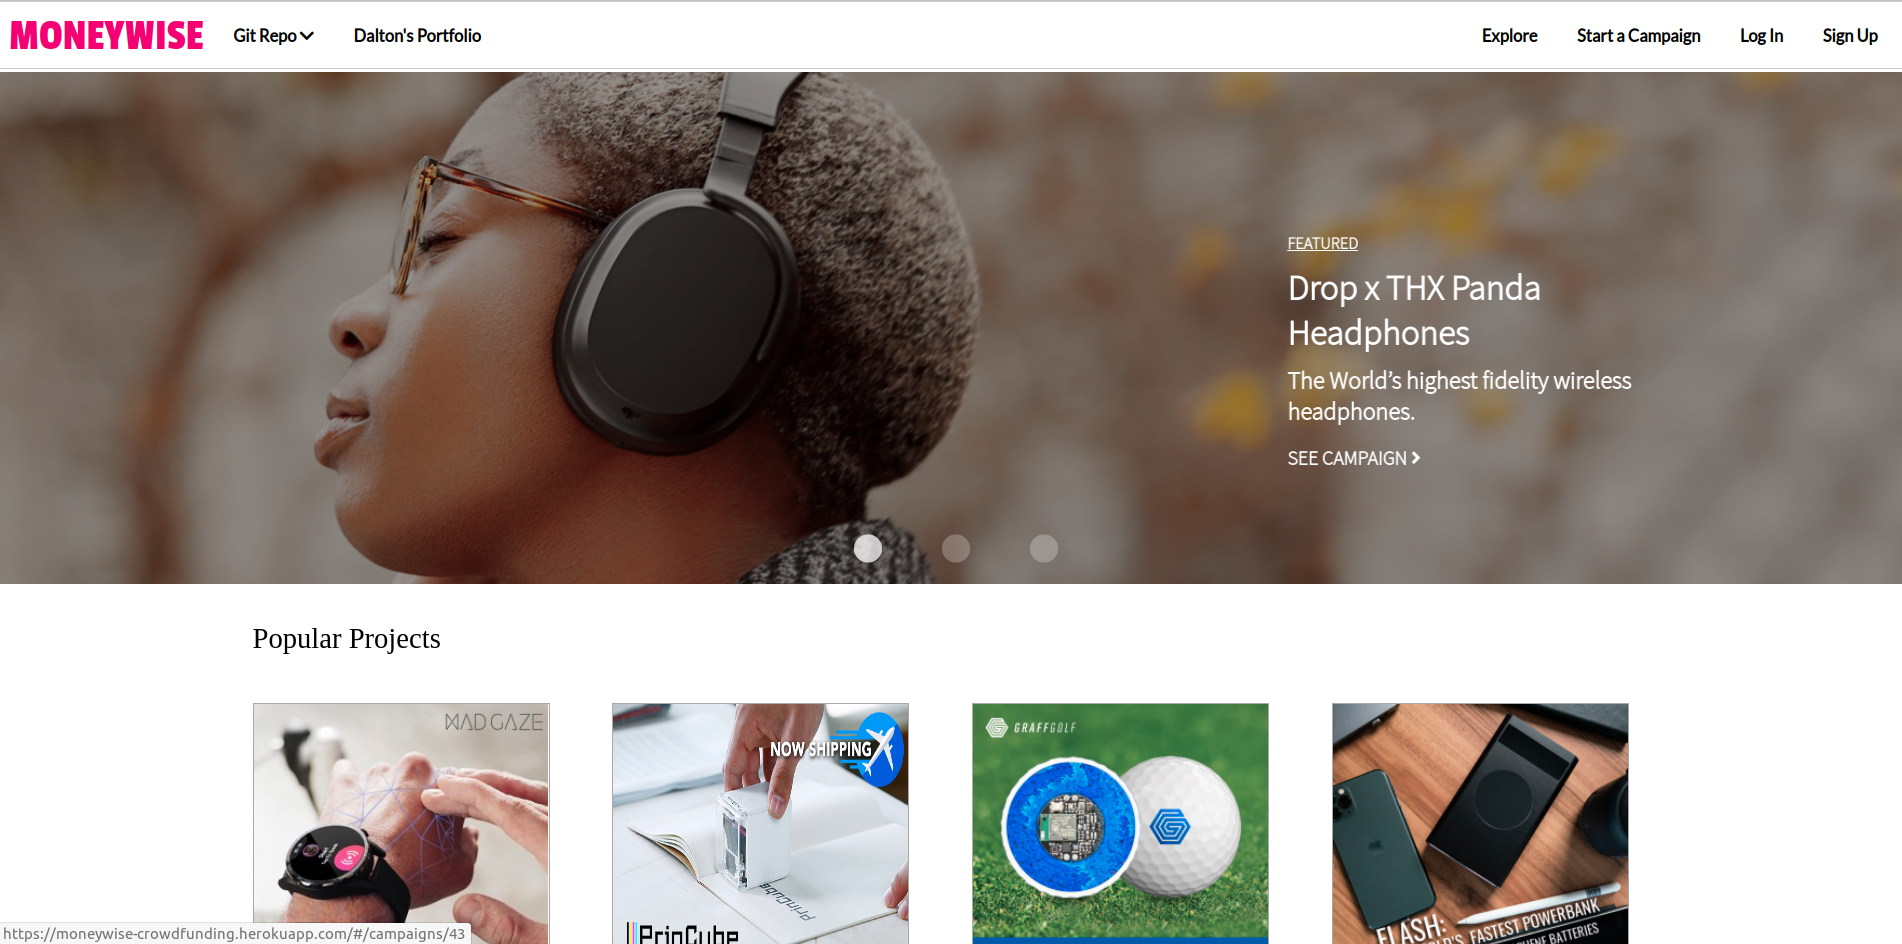 MONEYWISE
Git Repo
Dalton's Portfolio
Explore
Start a Campaign
Log In
Sign Up
FEATURED
Drop x THX Panda
Headphones
The World’s highest fidelity wireless
headphones.
SEE CAMPAIGN
Popular Projects
MAD GAZE
NOW SHIPPING
PrinCube
PrinCube
GRAFFGOLF
FLASH:
FASTEST POWERBANK
BATTERIES
https://moneywise-crowdfunding.herokuapp.com/#/campaigns/43